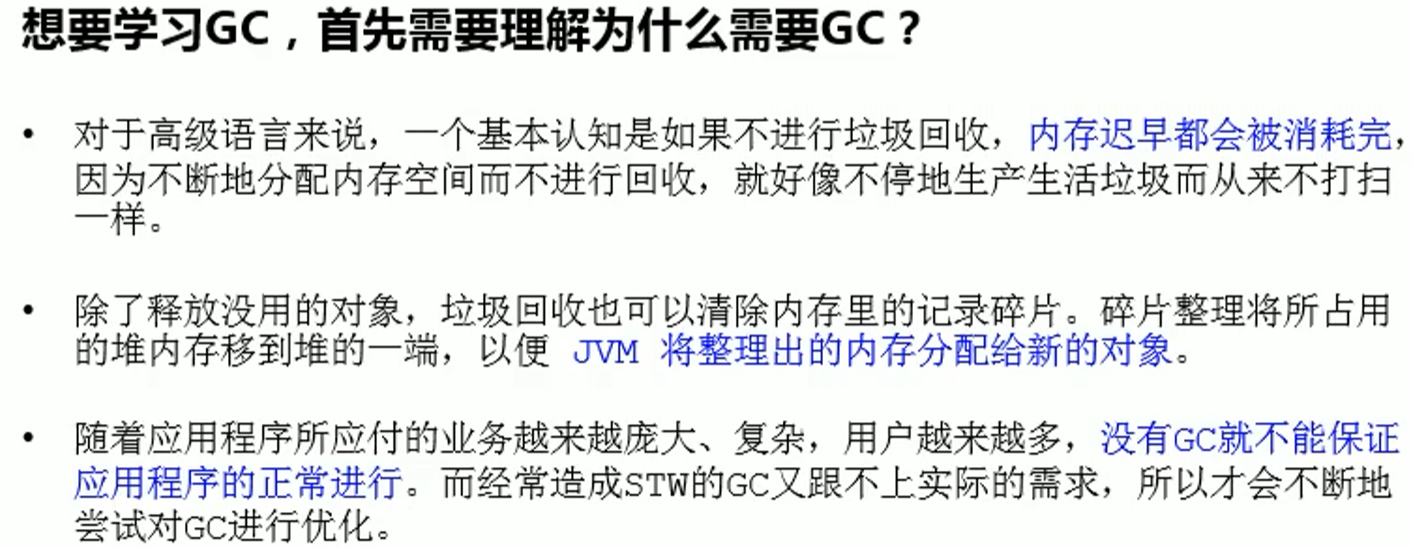 想要学习GC，首先需要理解为什么需要GC？
• 对于高级语言来说，一个基本认知是如果不进行垃圾回收，内存迟早都会被消耗完，
因为不断地分配内存空间而不进行回收，就好像不停地生产生活垃圾而从来不打扫
一样。
• 除了释放没用的对象，垃圾回收也可以清除内存里的记录碎片。碎片整理将所占用
的堆内存移到堆的一端，以便 JVM 将整理出的内存分配给新的对象。
• 随着应用程序所应付的业务越来越庞大、复杂，用户越来越多，没有GC就不能保证
应用程序的正常进行。而经常造成STW的GC又跟不上实际的需求，所以才会不断地
尝试对GC进行优化。